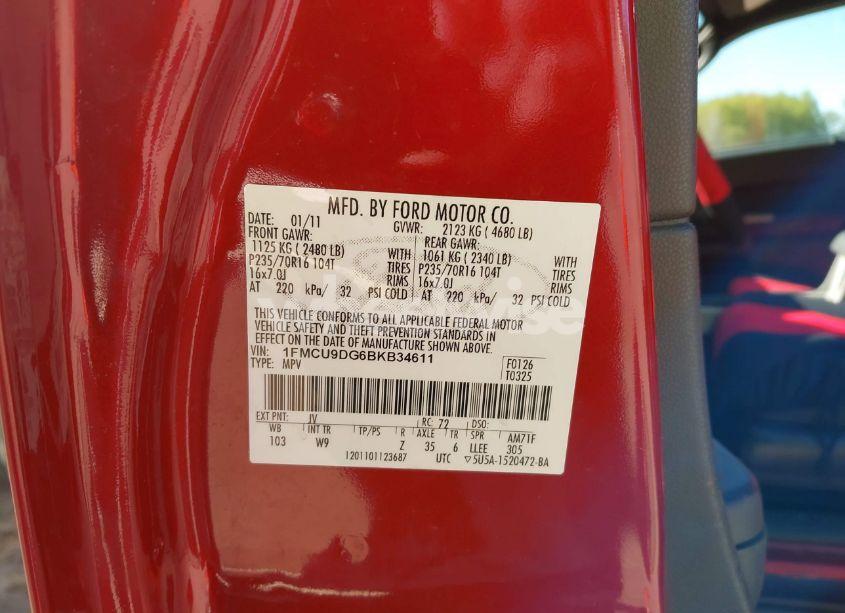 MFD. BY FORD MOTOR CO.
DATE: 01/11 GVWR: 2123 KG ( 4680 LB)
FRONT GAWR: REAR GAWR:
1125 KG ( 2480 LB) WITH 1061 KG ( 2340 LB) WITH
P235/70R16 104T TIRES P235/70R16 104T TIRES
16x7.0J RIMS 16x7.0J RIMS
AT 220 kPa/ 32 PSI COLD AT 220 kPa/ 32 PSI COLD
THIS VEHICLE CONFORMS TO ALL APPLICABLE FEDERAL MOTOR
VEHICLE SAFETY AND THEFT PREVENTION STANDARDS IN
EFFECT ON THE DATE OF MANUFACTURE SHOWN ABOVE.
VIN: 1FMCU9DG6BKB34611 F0126
TYPE: MPV T0325
EXT PNT: JV RC: 72 DSO:
WB INT TR TP/PS R AXLE TR SPR AM71F
103 W9 Z 35 6 LLEE 305
1201101123687 UTC ▽5U5A-1520472-BA